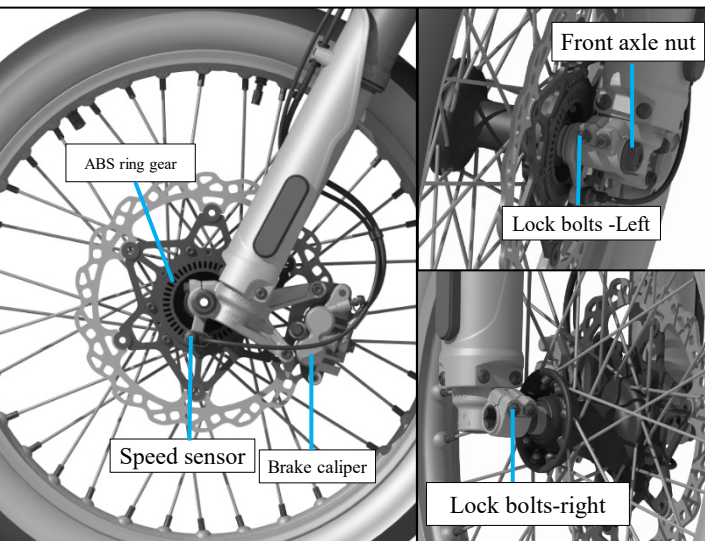 Front axle nut
ABS ring gear
Lock bolts -Left
Speed sensor
Brake caliper
Lock bolts-right